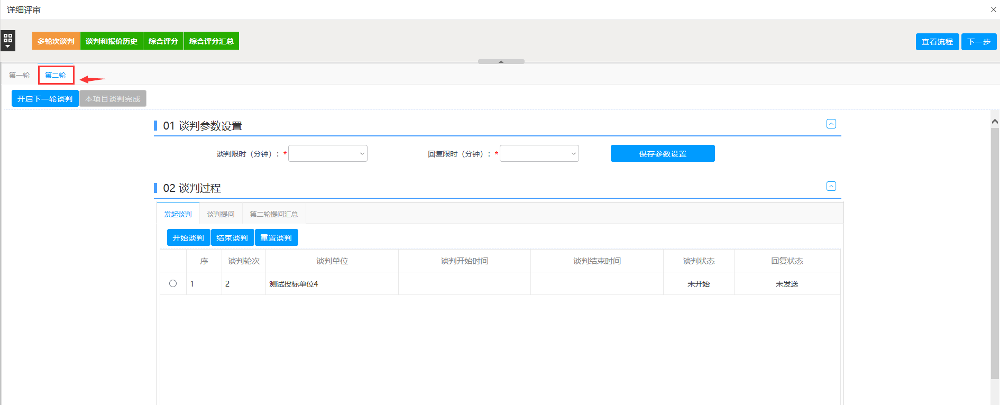 详细评审
多轮次谈判 谈判和报价历史 综合评分 综合评分汇总 查看流程 下一步
第一轮 第二轮
开启下一轮谈判 本项目谈判完成
01 谈判参数设置
谈判限时（分钟）：* 回复限时（分钟）：* 保存参数设置
02 谈判过程
发起谈判 谈判提问 第二轮提问汇总
开始谈判 结束谈判 重置谈判
序 谈判轮次 谈判单位 谈判开始时间 谈判结束时间 谈判状态 回复状态
1 2 测试投标单位4 未开始 未发送